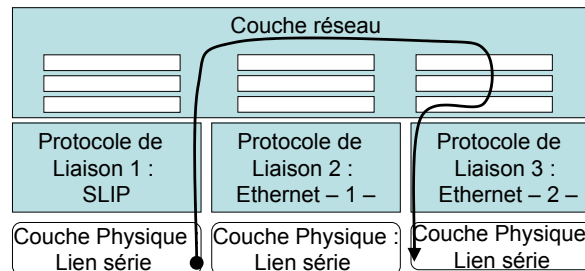 Couche réseau
Protocole de
Liaison 1 :
SLIP
Protocole de
Liaison 2 :
Ethernet – 1 –
Protocole de
Liaison 3 :
Ethernet – 2 –
Couche Physique
Lien série
Couche Physique :
Lien série
Couche Physique
Lien série